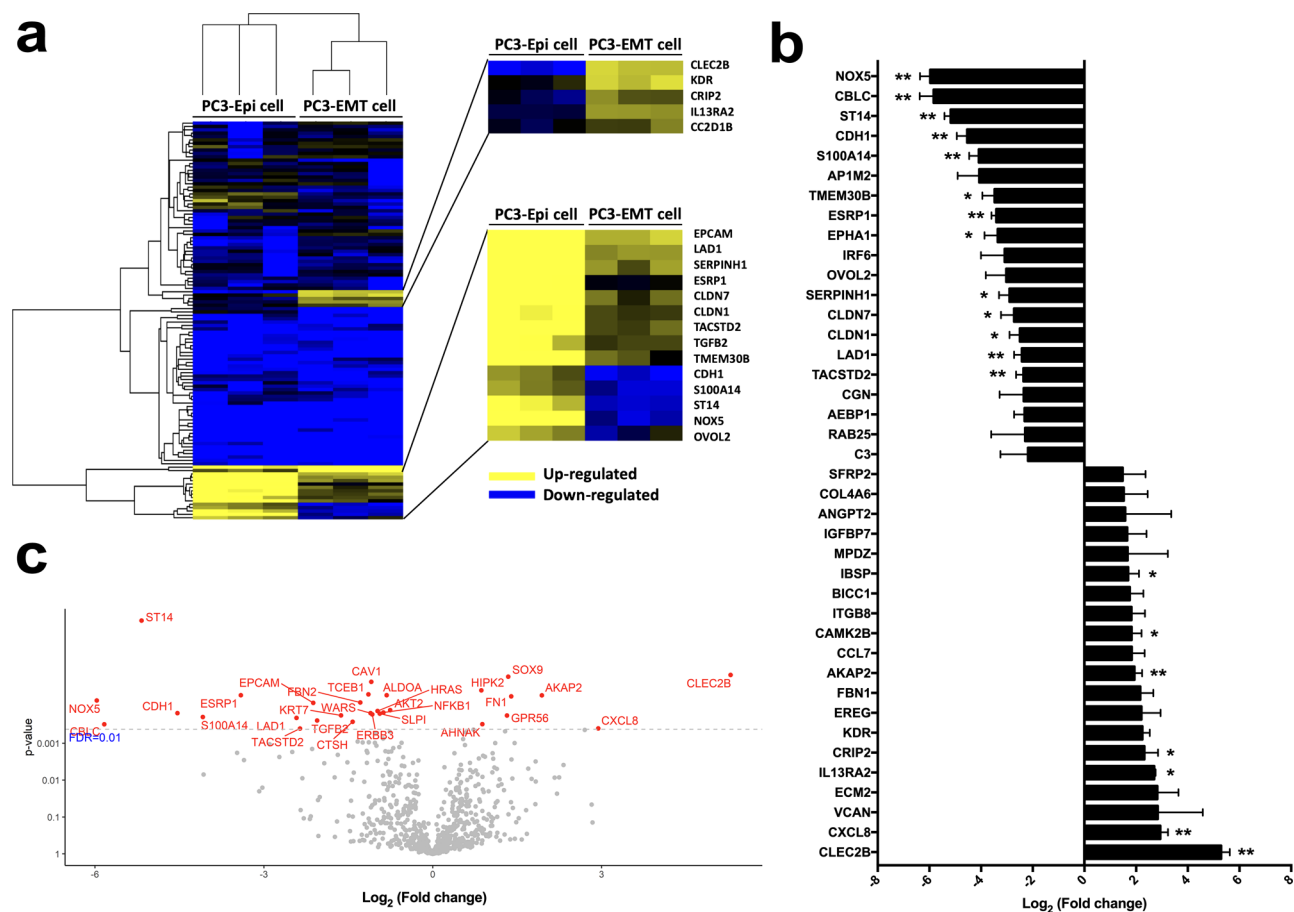 a
PC3-Epi cell PC3-EMT cell
PC3-Epi cell PC3-EMT cell
CLEC2B
KDR
CRIP2
IL13RA2
CC2D1B
PC3-Epi cell PC3-EMT cell
EPCAM
LAD1
SERPINH1
ESRP1
CLDN7
CLDN1
TACSTD2
TGFB2
TMEM30B
CDH1
S100A14
ST14
NOX5
OVOL2
Up-regulated
Down-regulated
b
NOX5 **
CBLC **
ST14 **
CDH1 **
S100A14 **
AP1M2
TMEM30B *
ESRP1 **
EPHA1 *
IRF6
OVOL2
SERPINH1 *
CLDN7 *
CLDN1 *
LAD1 **
TACSTD2 **
CGN
AEBP1
RAB25
C3
SFRP2
COL4A6
ANGPT2
IGFBP7
MPDZ
IBSP *
BICC1
ITGB8
CAMK2B *
CCL7
AKAP2 **
FBN1
EREG
KDR
CRIP2 *
IL13RA2 *
ECM2
VCAN
CXCL8 **
CLEC2B **
-8 -6 -4 -2 0 2 4 6 8
Log2 (Fold change)
c
ST14
CAV1
SOX9
EPCAM
TCEB1
ALDOA
HRAS
HIPK2
AKAP2
CLEC2B
NOX5
CDH1
ESRP1
FBN2
AKT2
NFKB1
FN1
KRT7
WARS
SLPI
GPR56
CXCL8
CBLC
S100A14
LAD1
TGFB2
ERBB3
AHNAK
FDR=0.01
TACSTD2
CTSH
0.001
0.01
0.1
1
p-value
-6 -3 0 3
Log2 (Fold change)